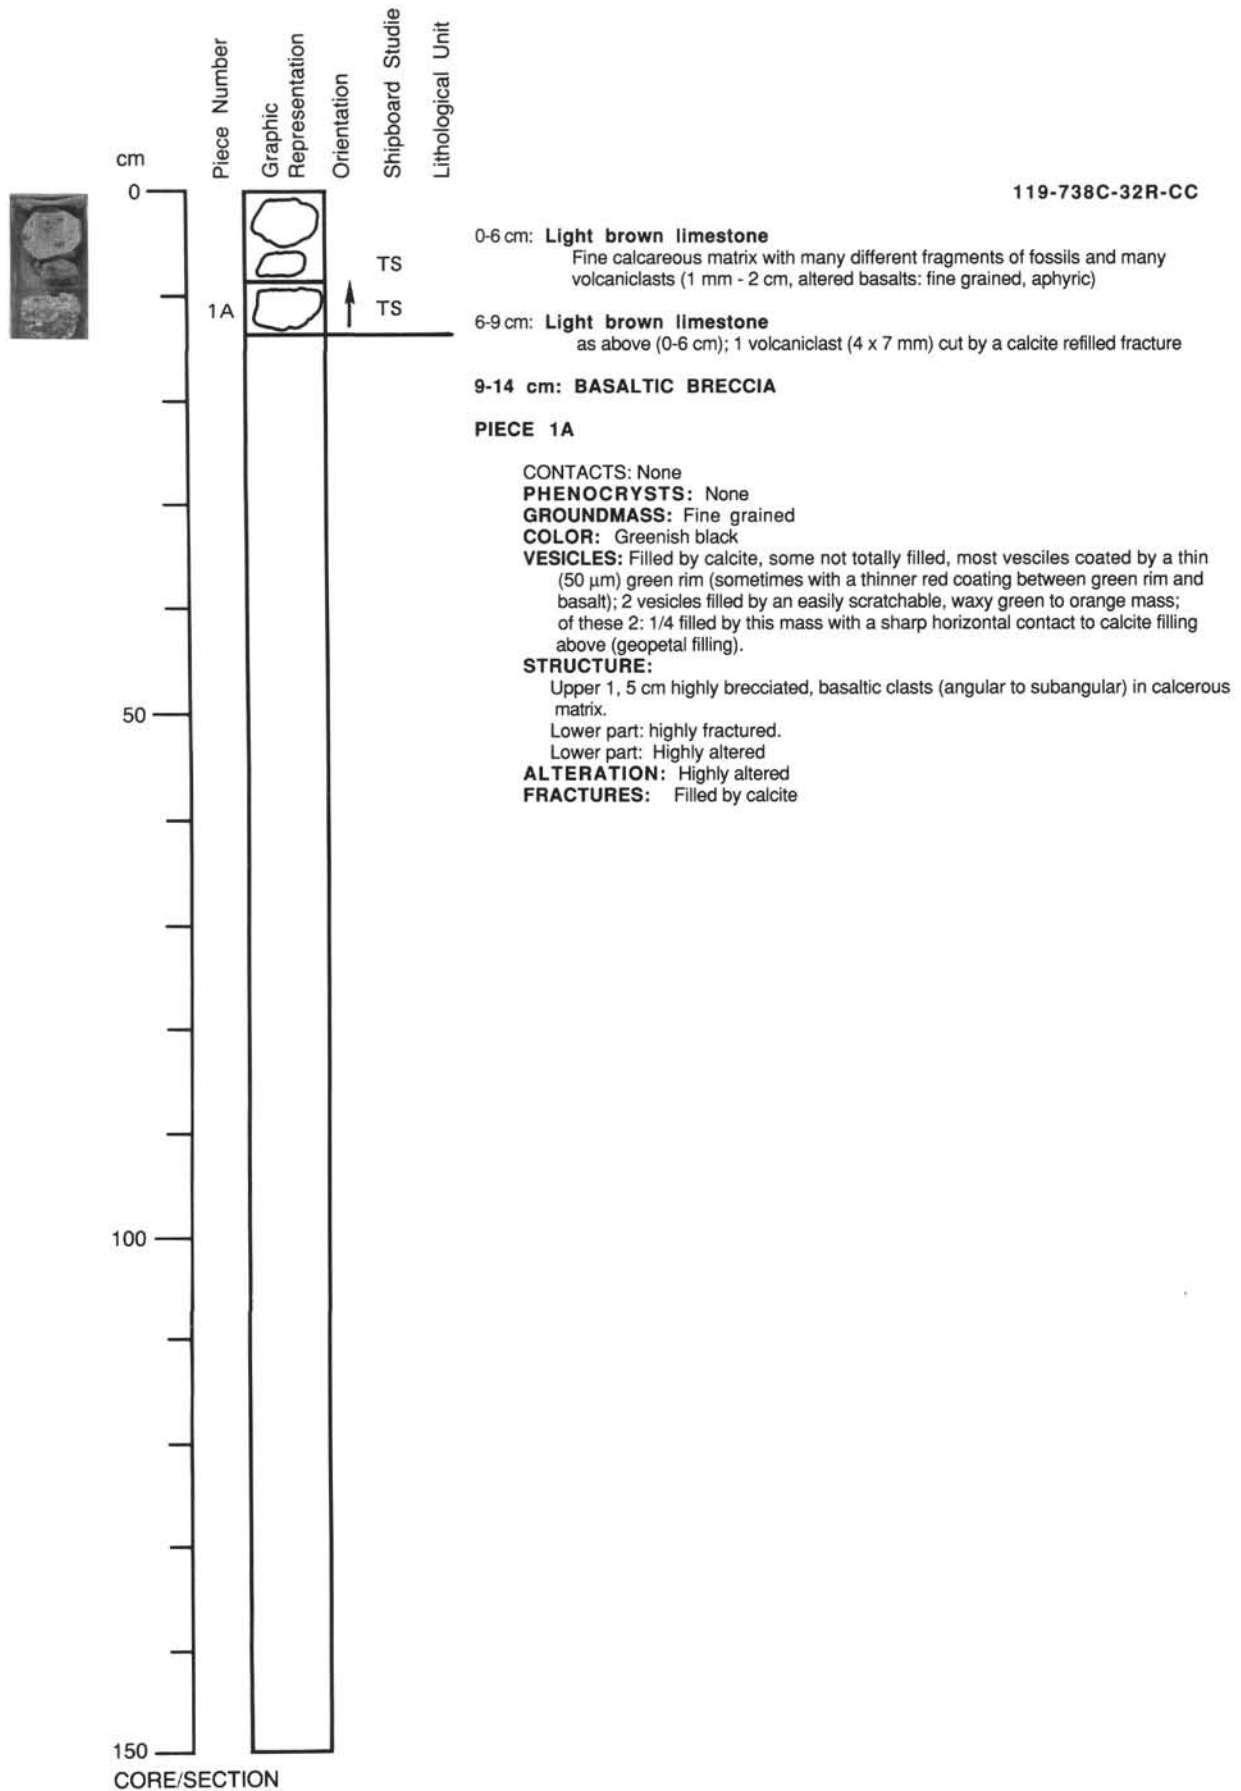 Piece Number
Graphic
Representation
Orientation
Shipboard Studie
Lithological Unit
cm
0
50
100
150
CORE/SECTION
TS
1A
TS
119-738C-32R-CC
0-6 cm: Light brown limestone
Fine calcareous matrix with many different fragments of fossils and many
volcaniclasts (1 mm - 2 cm, altered basalts: fine grained, aphyric)
6-9 cm: Light brown limestone
as above (0-6 cm); 1 volcaniclast (4 x 7 mm) cut by a calcite refilled fracture
9-14 cm: BASALTIC BRECCIA
PIECE 1A
CONTACTS: None
PHENOCRYSTS: None
GROUNDMASS: Fine grained
COLOR: Greenish black
VESICLES: Filled by calcite, some not totally filled, most vesciles coated by a thin
(50 µm) green rim (sometimes with a thinner red coating between green rim and
basalt); 2 vesicles filled by an easily scratchable, waxy green to orange mass;
of these 2: 1/4 filled by this mass with a sharp horizontal contact to calcite filling
above (geopetal filling).
STRUCTURE:
Upper 1, 5 cm highly brecciated, basaltic clasts (angular to subangular) in calcerous
matrix.
Lower part: highly fractured.
Lower part: Highly altered
ALTERATION: Highly altered
FRACTURES: Filled by calcite